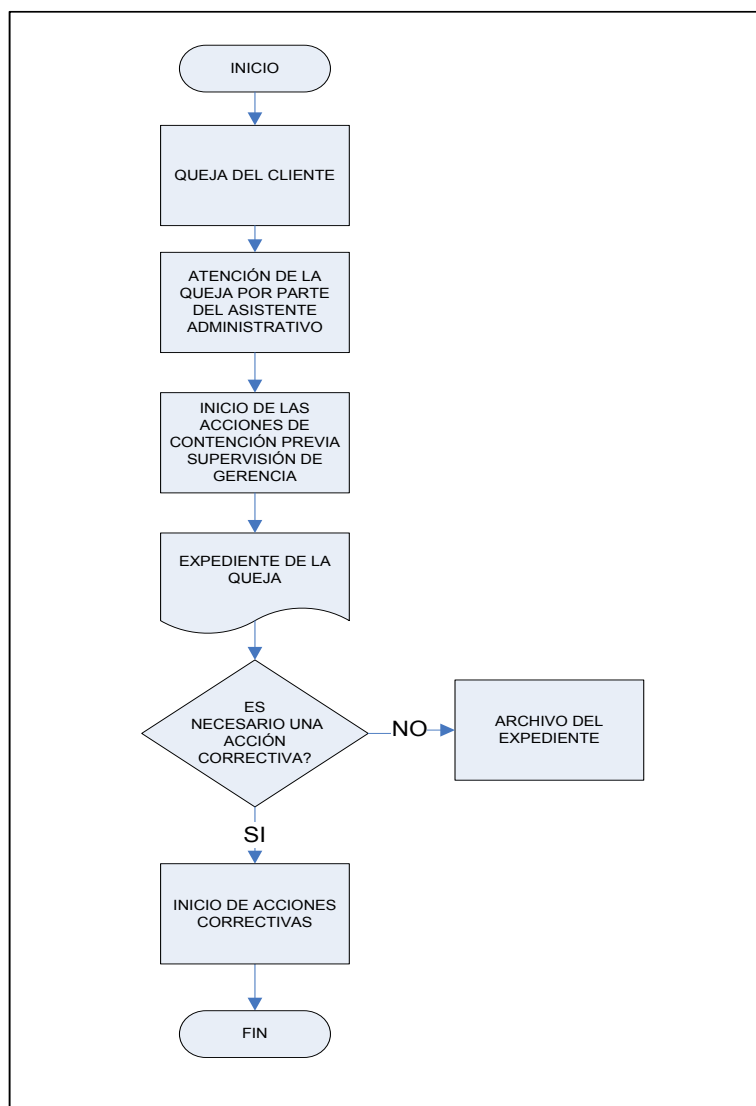 INICIO
QUEJA DEL CLIENTE
ATENCIÓN DE LA
QUEJA POR PARTE
DEL ASISTENTE
ADMINISTRATIVO
INICIO DE LAS
ACCIONES DE
CONTENCIÓN PREVIA
SUPERVISIÓN DE
GERENCIA
EXPEDIENTE DE LA
QUEJA
ES
NECESARIO UNA
ACCIÓN
CORRECTIVA?
NO
ARCHIVO DEL
EXPEDIENTE
SI
INICIO DE ACCIONES
CORRECTIVAS
FIN